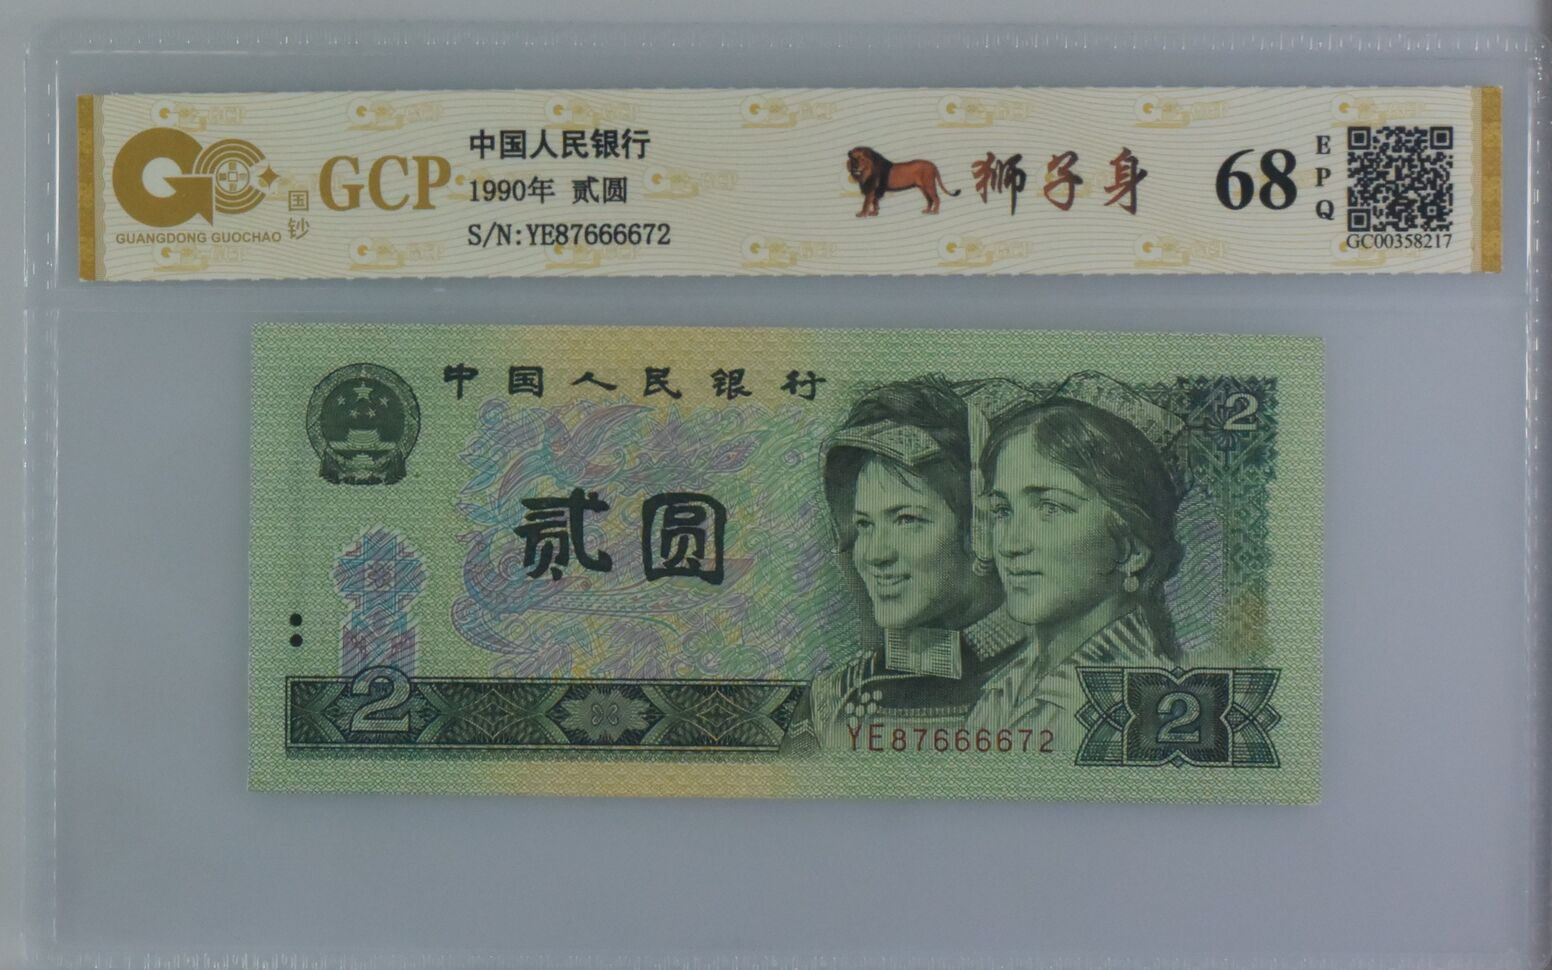 GCP
国钞
GUANGDONG GUOCHAO
中国人民银行
1990年 贰圆
S/N:YE87666672
狮子身
68
EPQ
GC00358217
中国人民银行
2
贰圆
2
YE87666672
2